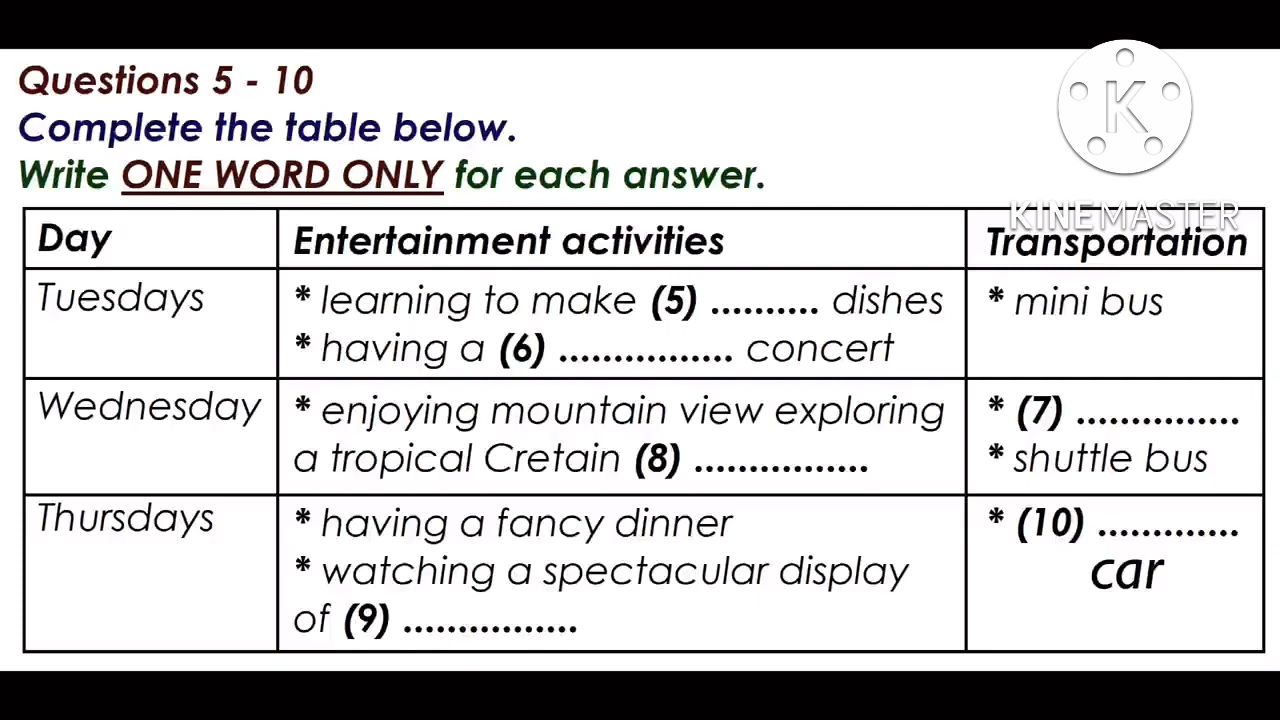 Questions 5 - 10
Complete the table below.
Write ONE WORD ONLY for each answer.
K
KINEMASTER
Day Entertainment activities Transportation
Tuesdays * learning to make (5) .......... dishes * mini bus
* having a (6) ................ concert
Wednesday * enjoying mountain view exploring * (7) ...............
a tropical Cretain (8) ................ * shuttle bus
Thursdays * having a fancy dinner * (10) .............
* watching a spectacular display car
of (9) ................